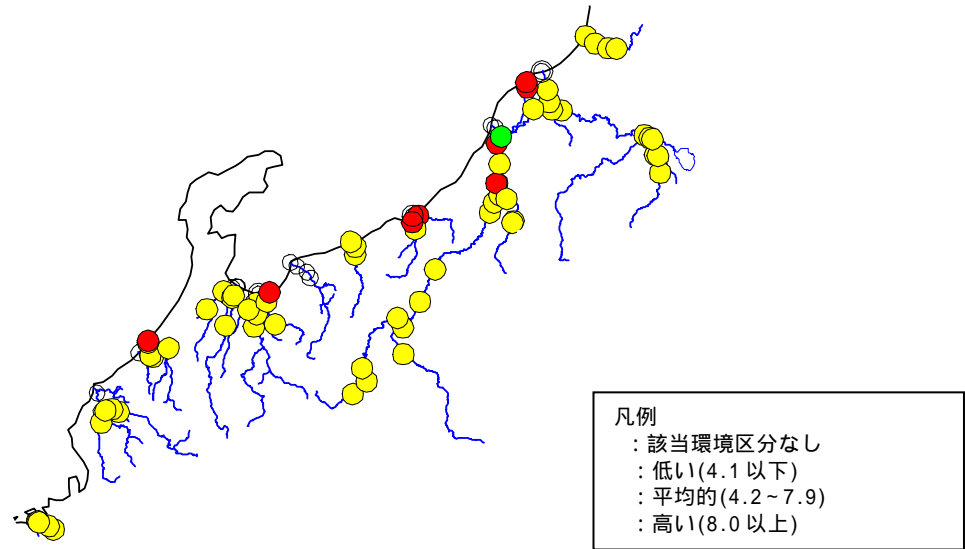 凡例
：該当環境区分なし
：低い(4.1以下)
：平均的(4.2~7.9)
：高い(8.0以上)